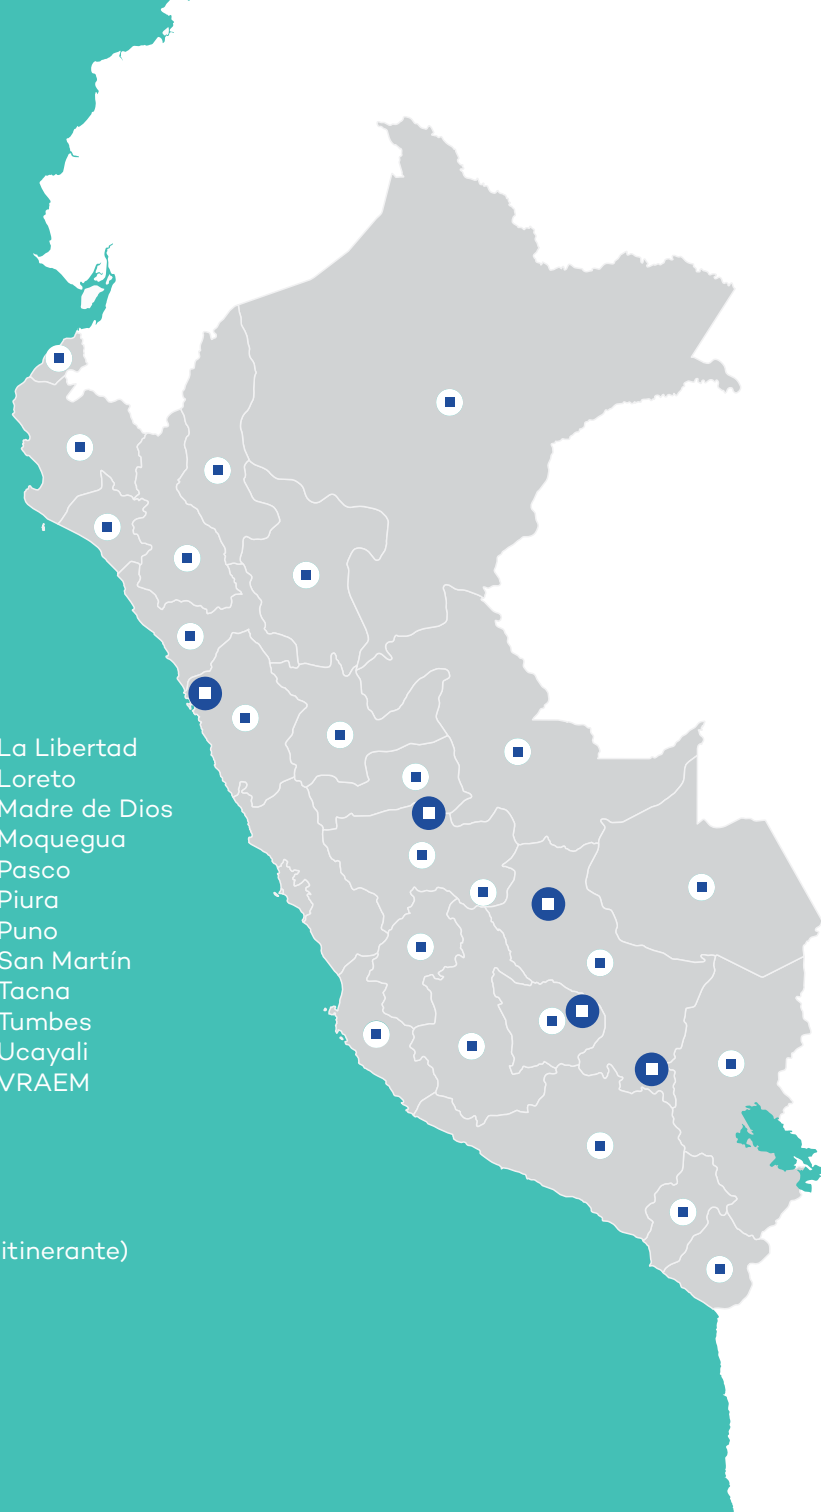 La Libertad
Loreto
Madre de Dios
Moquegua
Pasco
Piura
Puno
San Martín
Tacna
Tumbes
Ucayali
VRAEM
itinerante)